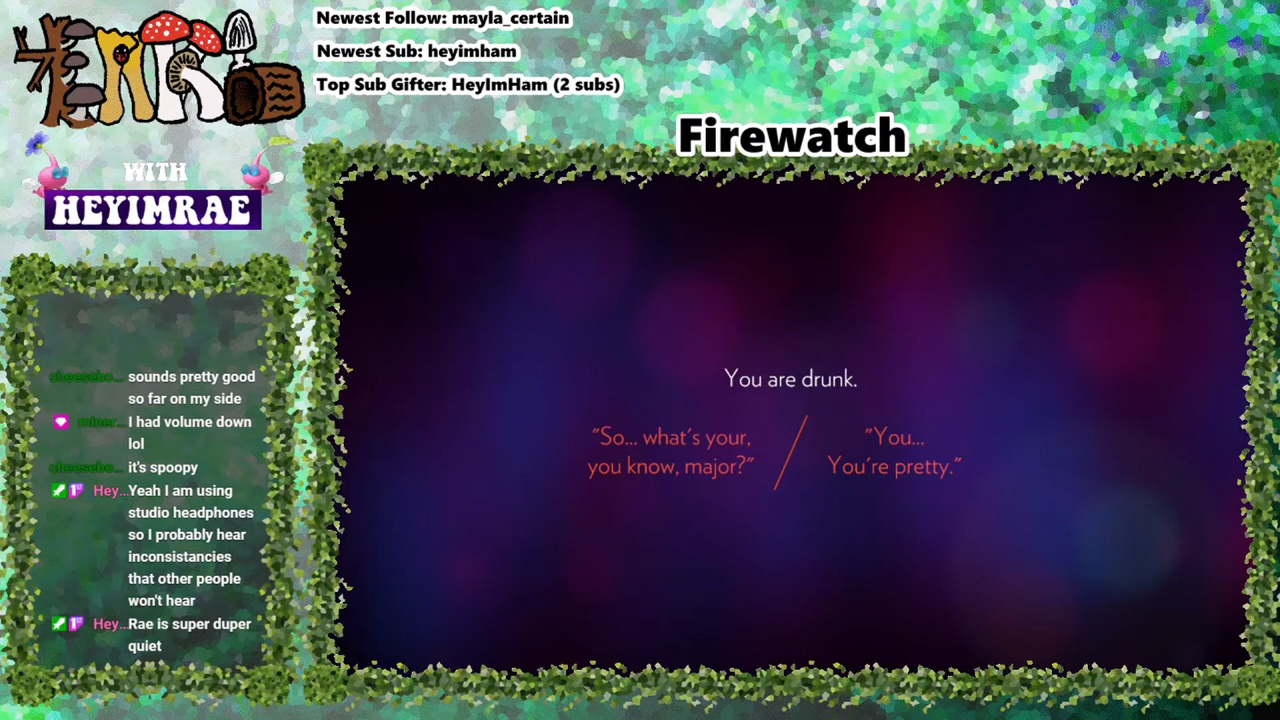 Newest Follow: mayla_certain
Newest Sub: heyimham
Top Sub Gifter: HeyImHam (2 subs)
Firewatch
WITH
HEYIMRAE
cheesebo... sounds pretty good
so far on my side
miner... I had volume down
lol
cheesebo... it's spoopy
Hey...Yeah I am using
studio headphones
so I probably hear
inconsistancies
that other people
won't hear
Hey...Rae is super duper
quiet
You are drunk.
"So... what's your,
you know, major?"
"You...
You're pretty."